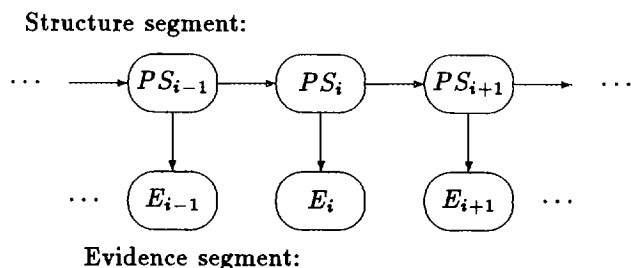 Structure segment:
··· PS_{i−1} PS_i PS_{i+1} ···
··· E_{i−1} E_i E_{i+1} ···
Evidence segment: